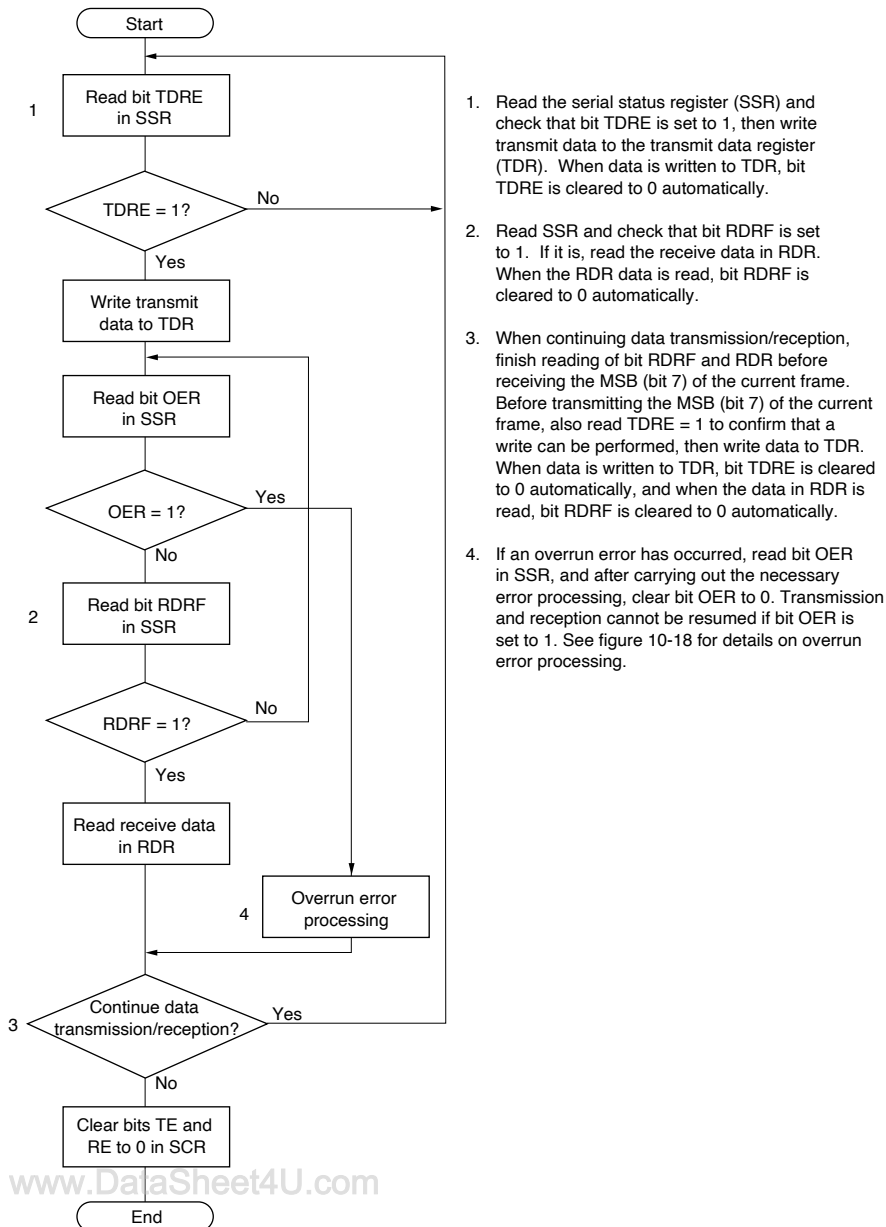 Start
1
Read bit TDRE
in SSR
TDRE = 1?
No
Yes
Write transmit
data to TDR
Read bit OER
in SSR
OER = 1?
Yes
No
2
Read bit RDRF
in SSR
RDRF = 1?
No
Yes
Read receive data
in RDR
4
Overrun error
processing
3
Continue data
transmission/reception?
Yes
No
Clear bits TE and
RE to 0 in SCR
End
1. Read the serial status register (SSR) and
check that bit TDRE is set to 1, then write
transmit data to the transmit data register
(TDR). When data is written to TDR, bit
TDRE is cleared to 0 automatically.
2. Read SSR and check that bit RDRF is set
to 1. If it is, read the receive data in RDR.
When the RDR data is read, bit RDRF is
cleared to 0 automatically.
3. When continuing data transmission/reception,
finish reading of bit RDRF and RDR before
receiving the MSB (bit 7) of the current frame.
Before transmitting the MSB (bit 7) of the current
frame, also read TDRE = 1 to confirm that a
write can be performed, then write data to TDR.
When data is written to TDR, bit TDRE is cleared
to 0 automatically, and when the data in RDR is
read, bit RDRF is cleared to 0 automatically.
4. If an overrun error has occurred, read bit OER
in SSR, and after carrying out the necessary
error processing, clear bit OER to 0. Transmission
and reception cannot be resumed if bit OER is
set to 1. See figure 10-18 for details on overrun
error processing.
www.DataSheet4U.com